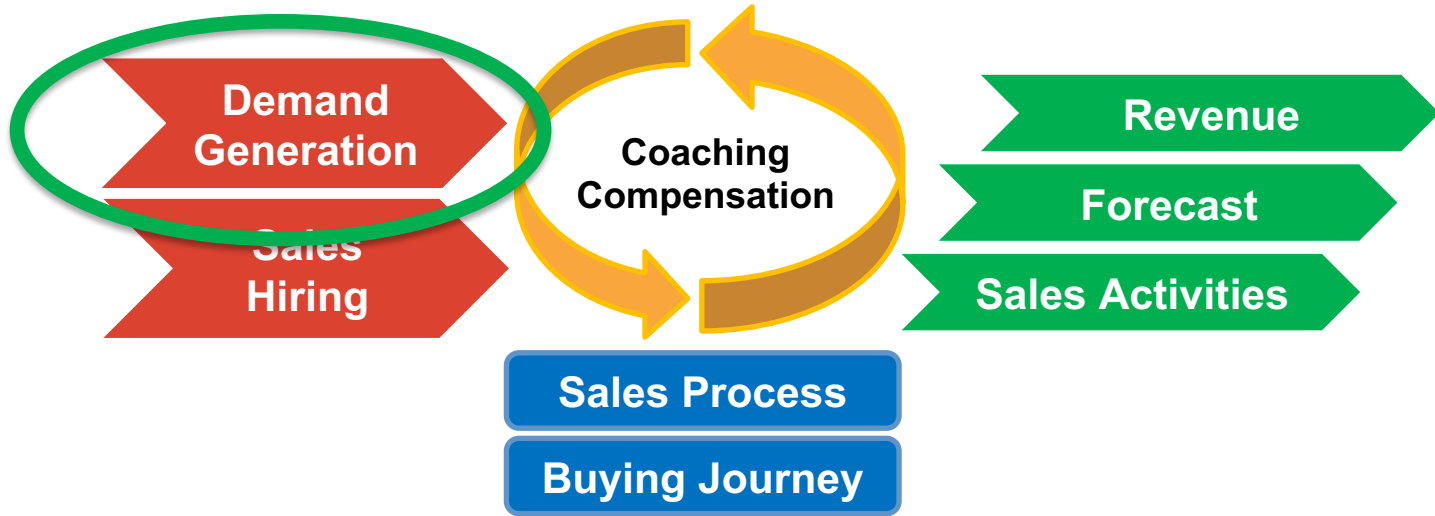 Demand
Generation
Sales
Hiring
Coaching
Compensation
Revenue
Forecast
Sales Activities
Sales Process
Buying Journey